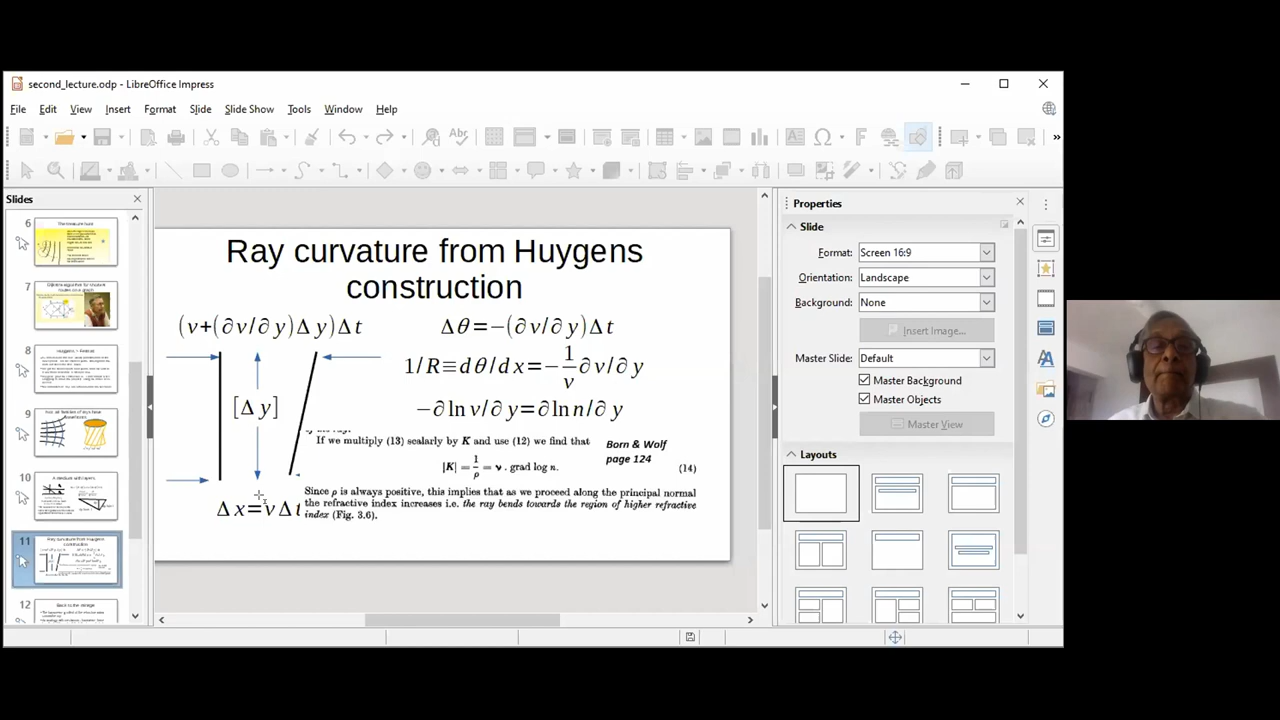 second_lecture.odp - LibreOffice Impress
File Edit View Insert Format Slide Slide Show Tools Window Help
Slides
6
7
8
9
10
11
12
Ray curvature from Huygens
construction
(v+(∂v/∂y)Δy)Δt
Δθ=−(∂v/∂y)Δt
1/R≡dθ/dx=−1/v ∂v/∂y
[Δy]
−∂ln v/∂y=∂ln n/∂y
If we multiply (13) scalarly by K and use (12) we find that
Born & Wolf
page 124
|K| = 1/ρ = ν . grad log n. (14)
Since ρ is always positive, this implies that as we proceed along the principal normal
the refractive index increases i.e. the ray bends towards the region of higher refractive
index (Fig. 3.6).
Δx=vΔt
Properties
Slide
Format: Screen 16:9
Orientation: Landscape
Background: None
Insert Image...
Master Slide: Default
Master Background
Master Objects
Master View
Layouts